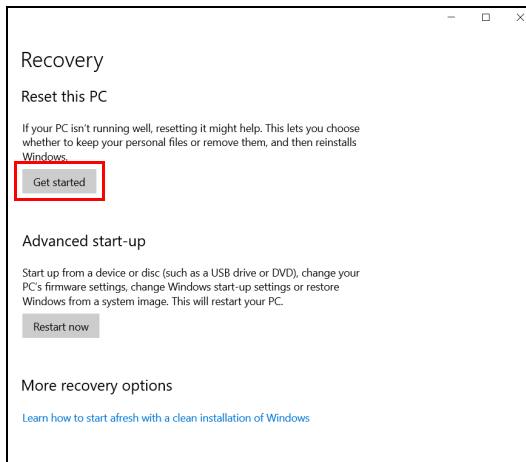 Recovery
Reset this PC
If your PC isn't running well, resetting it might help. This lets you choose
whether to keep your personal files or remove them, and then reinstalls
Windows.
Get started
Advanced start-up
Start up from a device or disc (such as a USB drive or DVD), change your
PC's firmware settings, change Windows start-up settings or restore
Windows from a system image. This will restart your PC.
Restart now
More recovery options
Learn how to start afresh with a clean installation of Windows